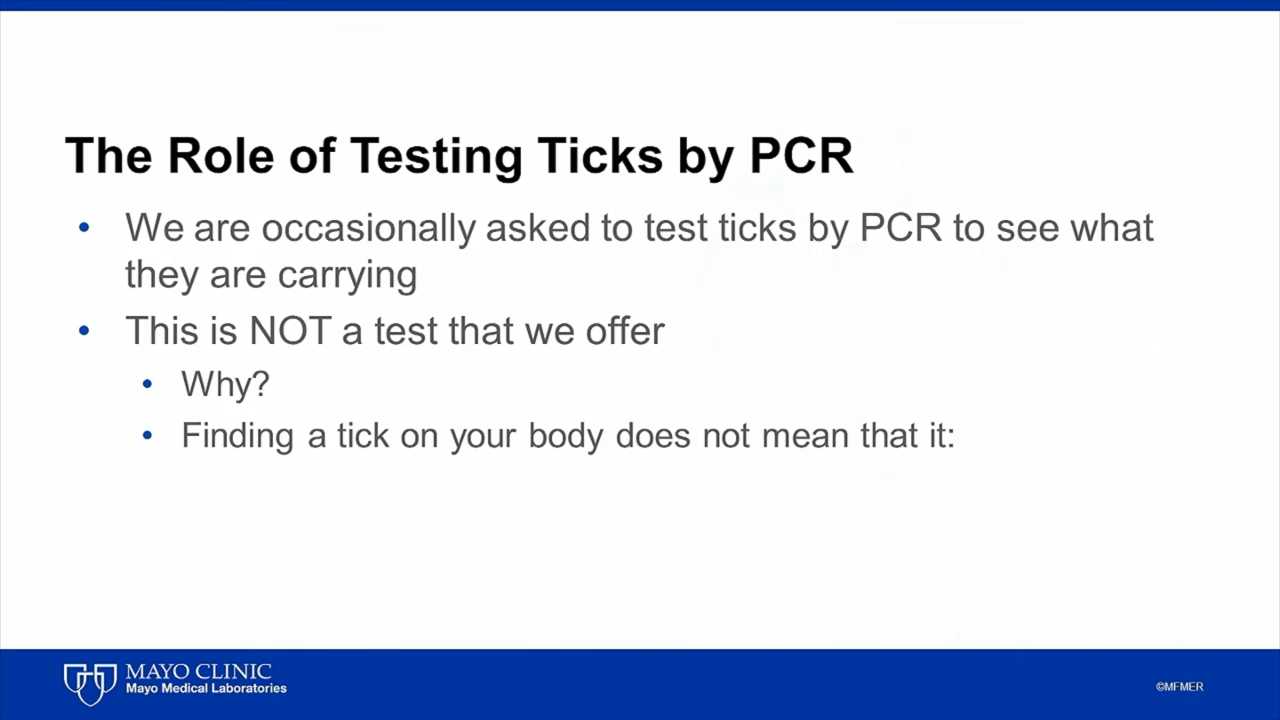 The Role of Testing Ticks by PCR
• We are occasionally asked to test ticks by PCR to see what
they are carrying
• This is NOT a test that we offer
• Why?
• Finding a tick on your body does not mean that it:
MAYO CLINIC
Mayo Medical Laboratories
©MFMER